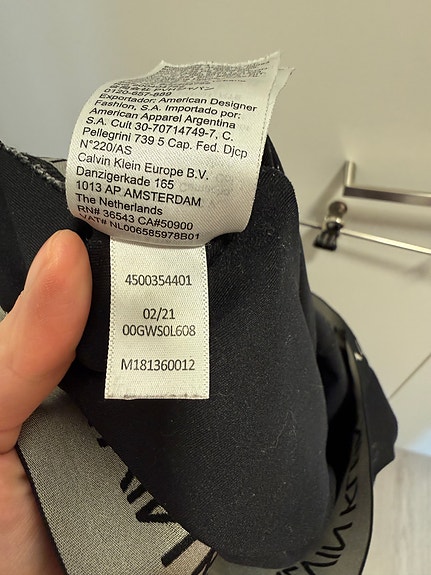 0120-657-889
Exportador: American Designer
Fashion, S.A. Importado por:
American Apparel Argentina
S.A. Cuit 30-70714749-7, C.
Pellegrini 739 5 Cap. Fed. Djcp
N°220/AS
Calvin Klein Europe B.V.
Danzigerkade 165
1013 AP AMSTERDAM
The Netherlands
RN# 36543 CA#50900
VAT# NL006585978B01
4500354401
02/21
00GWS0L608
M181360012